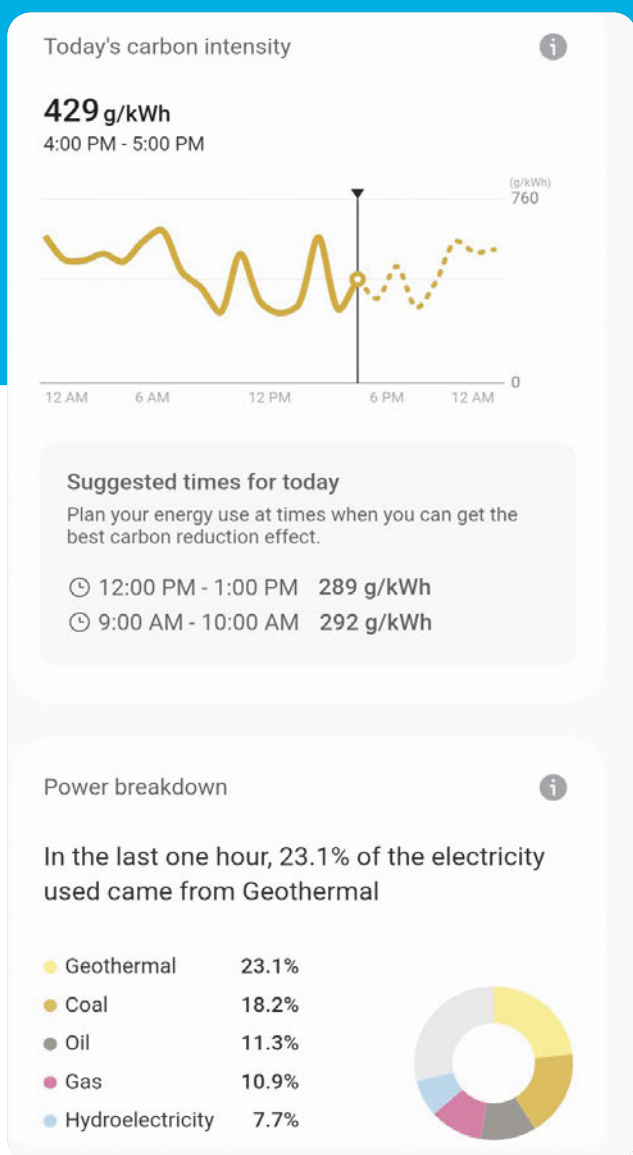 Today's carbon intensity
429 g/kWh
4:00 PM - 5:00 PM
(g/kWh)
760
0
12 AM 6 AM 12 PM 6 PM 12 AM
Suggested times for today
Plan your energy use at times when you can get the
best carbon reduction effect.
12:00 PM - 1:00 PM 289 g/kWh
9:00 AM - 10:00 AM 292 g/kWh
Power breakdown
In the last one hour, 23.1% of the electricity
used came from Geothermal
Geothermal 23.1%
Coal 18.2%
Oil 11.3%
Gas 10.9%
Hydroelectricity 7.7%